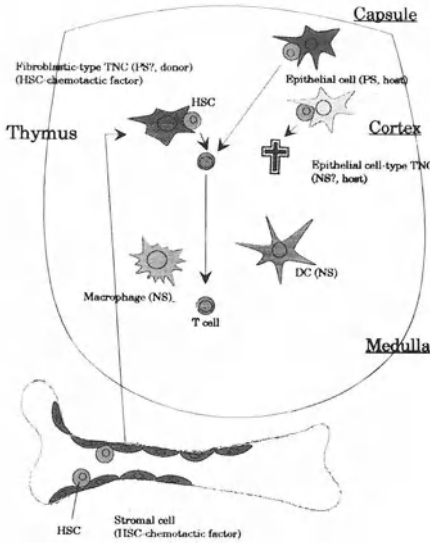 Capsule
Fibroblastic-type TNC (PS?, donor)
(HSC-chemotactic factor)
Epithelial cell (PS, host)
HSC
Thymus
Cortex
Epithelial cell-type TNC
(NS?, host)
DC (NS)
Macrophage (NS)
T cell
Medulla
HSC
Stromal cell
(HSC-chemotactic factor)